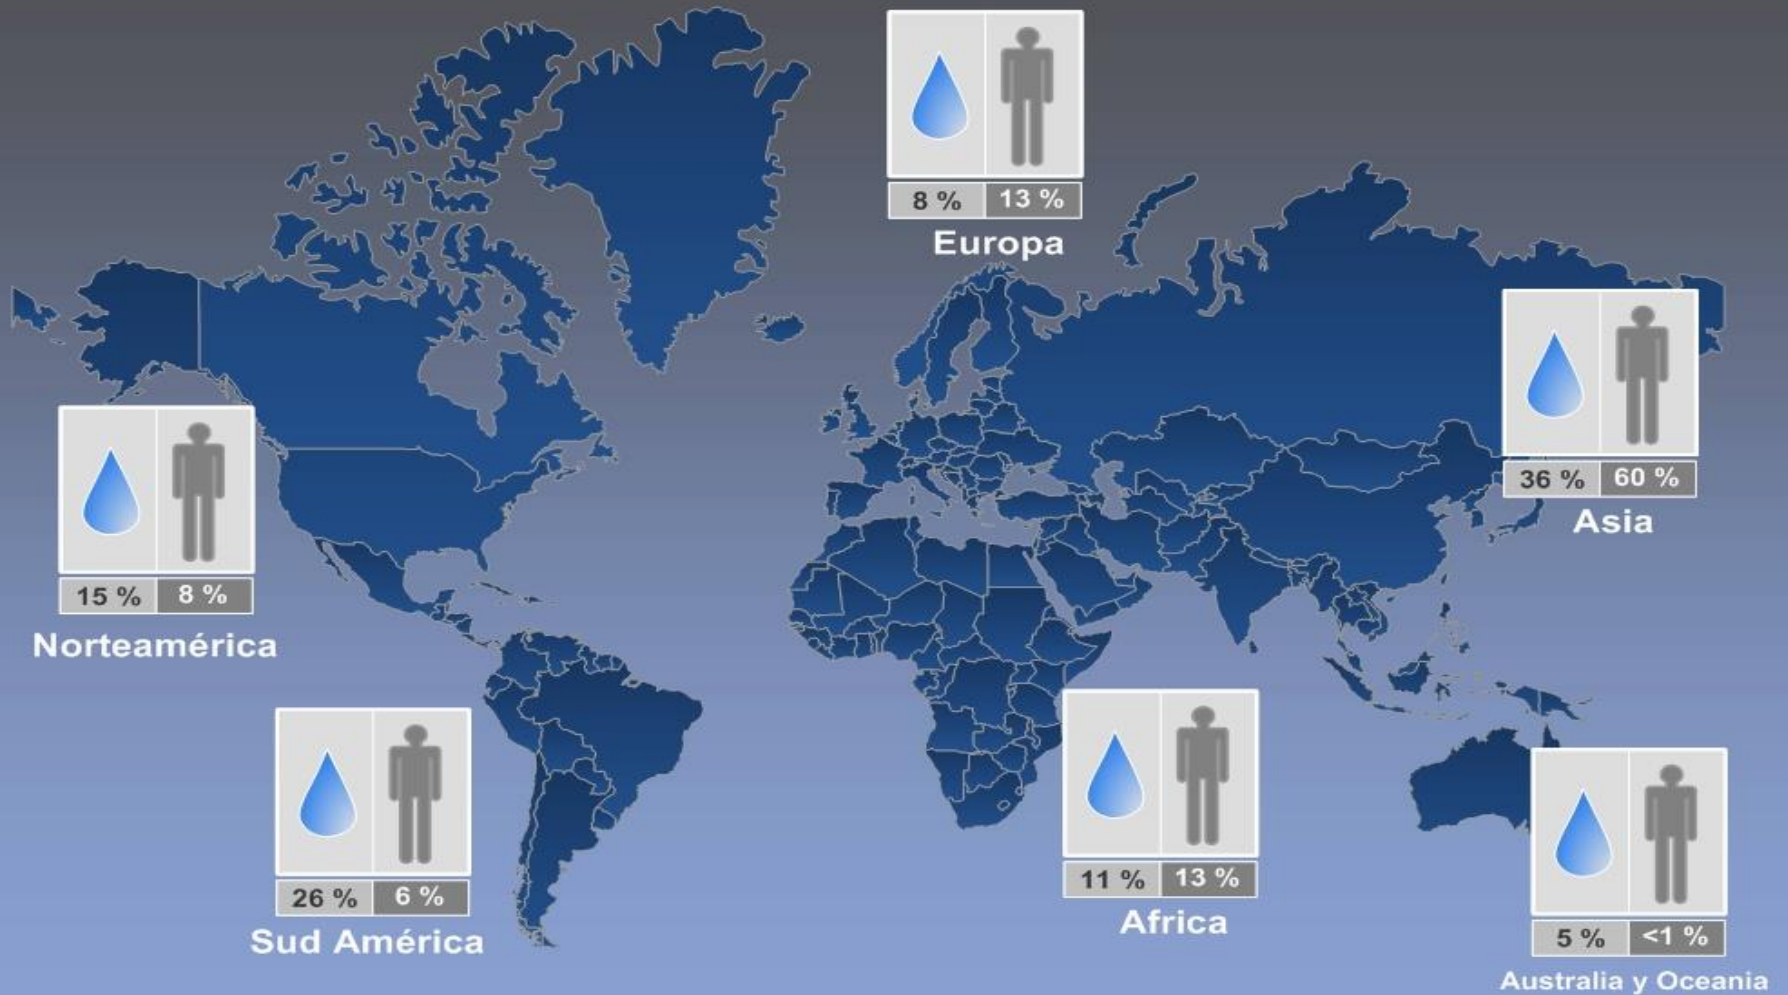 8 % 13 %
Europa
36 % 60 %
Asia
15 % 8 %
Norteamérica
26 % 6 %
Sud América
11 % 13 %
Africa
5 % <1 %
Australia y Oceania